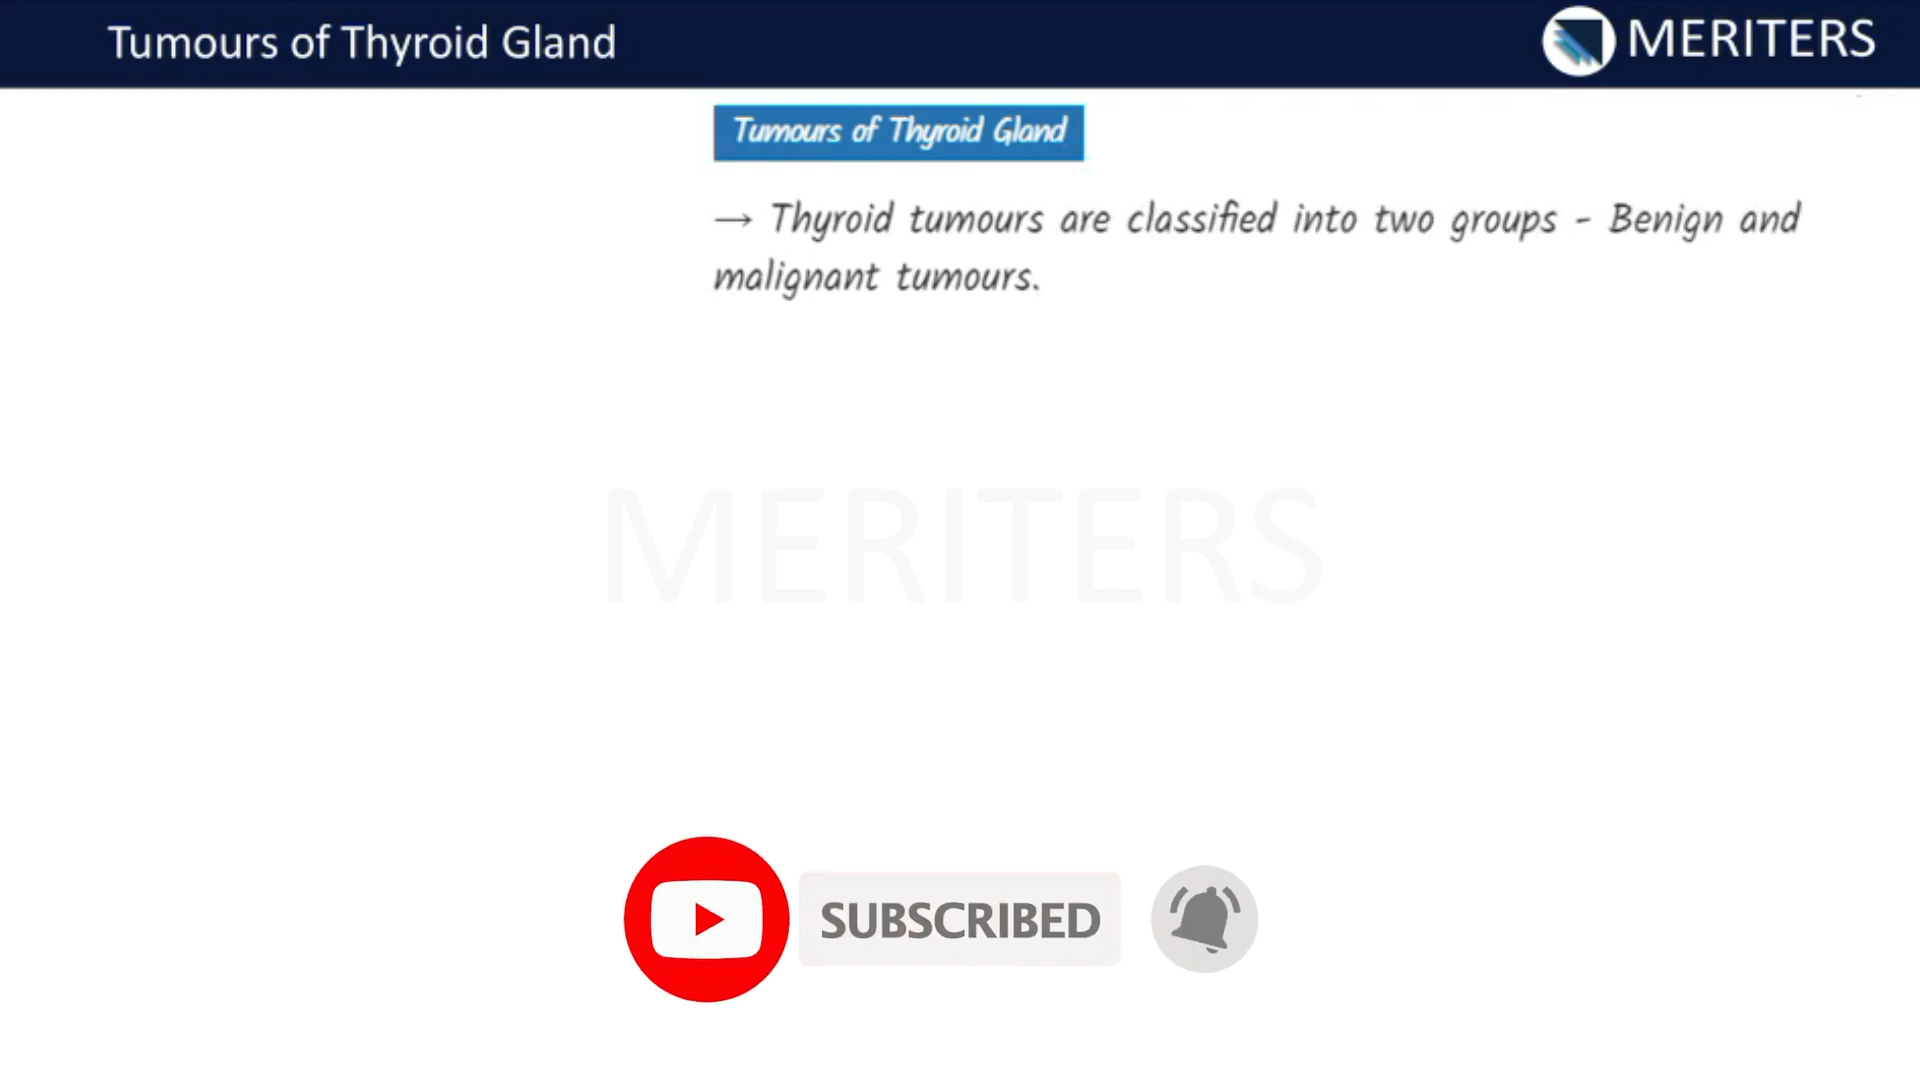 Tumours of Thyroid Gland
MERITERS
Tumours of Thyroid Gland
→ Thyroid tumours are classified into two groups - Benign and
malignant tumours.
MERITERS
SUBSCRIBED